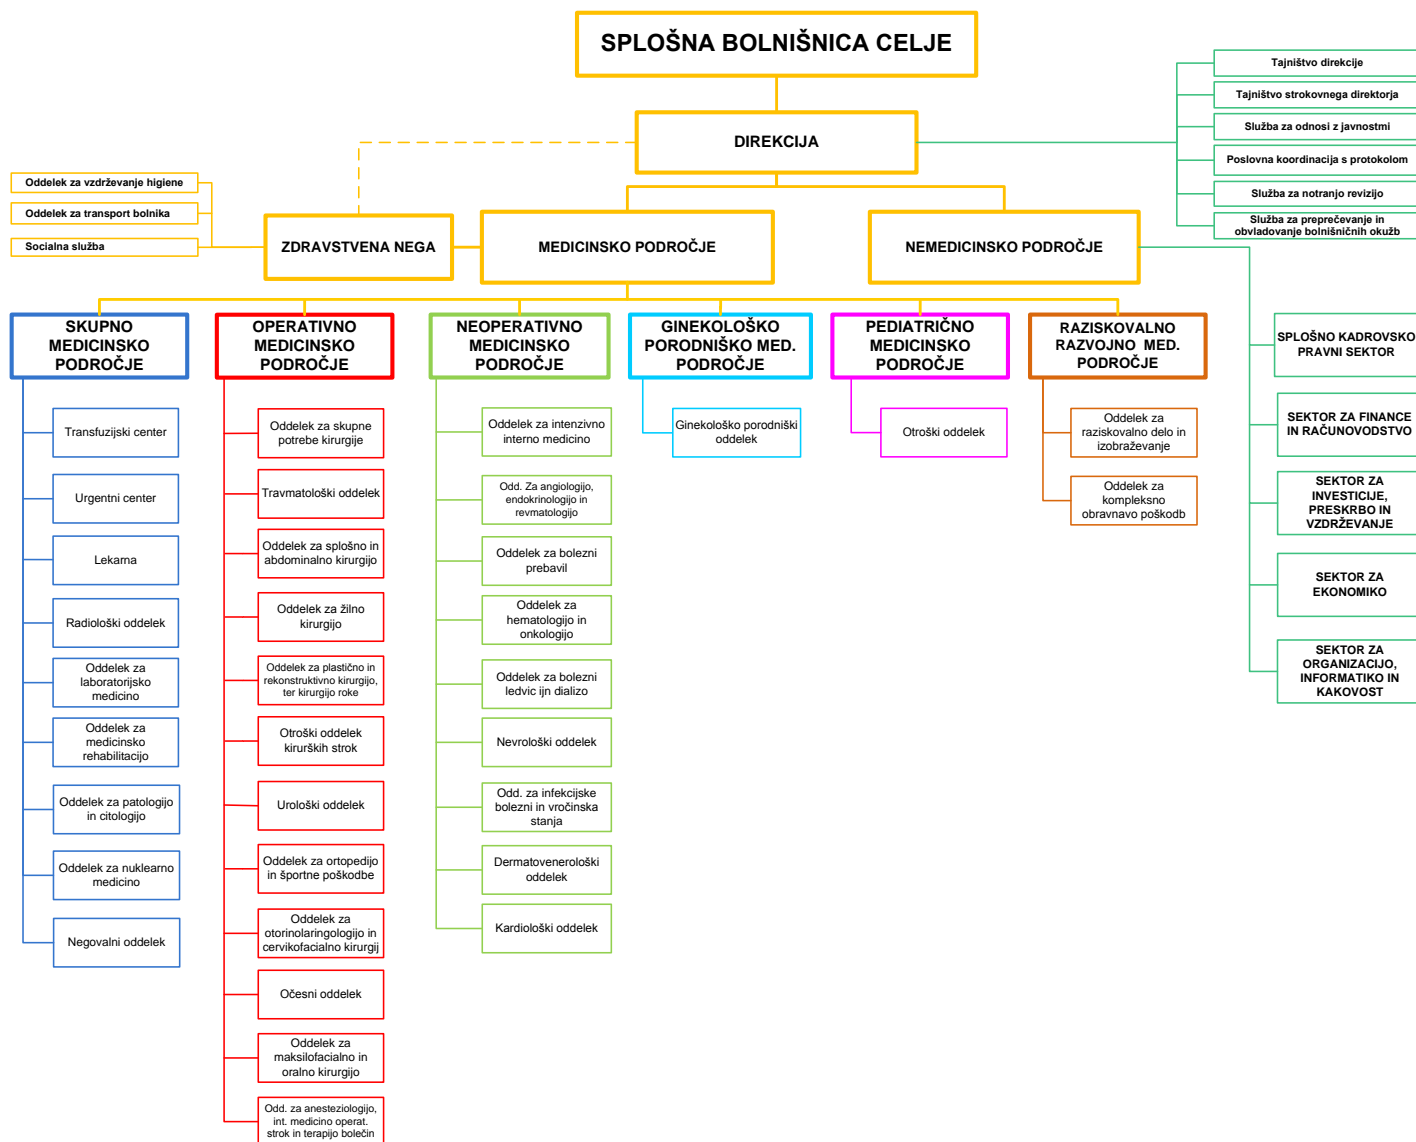 SPLOŠNA BOLNIŠNICA CELJE
DIREKCIJA
Tajništvo direkcije
Tajništvo strokovnega direktorja
Služba za odnosi z javnostmi
Poslovna koordinacija s protokolom
Služba za notranjo revizijo
Služba za preprečevanje in
obvladovanje bolnišničnih okužb
Oddelek za vzdrževanje higiene
Oddelek za transport bolnika
Socialna služba
ZDRAVSTVENA NEGA
MEDICINSKO PODROČJE
NEMEDICINSKO PODROČJE
SKUPNO
MEDICINSKO
PODROČJE
Transfuzijski center
Urgentni center
Lekarna
Radiološki oddelek
Oddelek za
laboratorijsko
medicino
Oddelek za
medicinsko
rehabilitacijo
Oddelek za patologijo
in citologijo
Oddelek za nuklearno
medicino
Negovalni oddelek
OPERATIVNO
MEDICINSKO
PODROČJE
Oddelek za skupne
potrebe kirurgije
Travmatološki oddelek
Oddelek za splošno in
abdominalno kirurgijo
Oddelek za žilno
kirurgijo
Oddelek za plastično in
rekonstruktivno kirurgijo,
ter kirurgijo roke
Otroški oddelek
kirurških strok
Urološki oddelek
Oddelek za ortopedijo
in športne poškodbe
Oddelek za
otorinolaringologijo in
cervikofacialno kirurgij
Očesni oddelek
Oddelek za
maksilofacialno in
oralno kirurgijo
Odd. za anesteziologijo,
int. medicino operat.
strok in terapijo bolečin
NEOPERATIVNO
MEDICINSKO
PODROČJE
Oddelek za intenzivno
interno medicino
Odd. Za angiologijo,
endokrinologijo in
revmatologijo
Oddelek za bolezni
prebavil
Oddelek za
hematologijo in
onkologijo
Oddelek za bolezni
ledvic ijn dializo
Nevrološki oddelek
Odd. za infekcijske
bolezni in vročinska
stanja
Dermatovenerološki
oddelek
Kardiološki oddelek
GINEKOLOŠKO
PORODNIŠKO MED.
PODROČJE
Ginekološko porodniški
oddelek
PEDIATRIČNO
MEDICINSKO
PODROČJE
Otroški oddelek
RAZISKOVALNO
RAZVOJNO MED.
PODROČJE
Oddelek za
raziskovalno delo in
izobraževanje
Oddelek za
kompleksno
obravnavo poškodb
SPLOŠNO KADROVSKO
PRAVNI SEKTOR
SEKTOR ZA FINANCE
IN RAČUNOVODSTVO
SEKTOR ZA
INVESTICIJE,
PRESKRBO IN
VZDRŽEVANJE
SEKTOR ZA
EKONOMIKO
SEKTOR ZA
ORGANIZACIJO,
INFORMATIKO IN
KAKOVOST